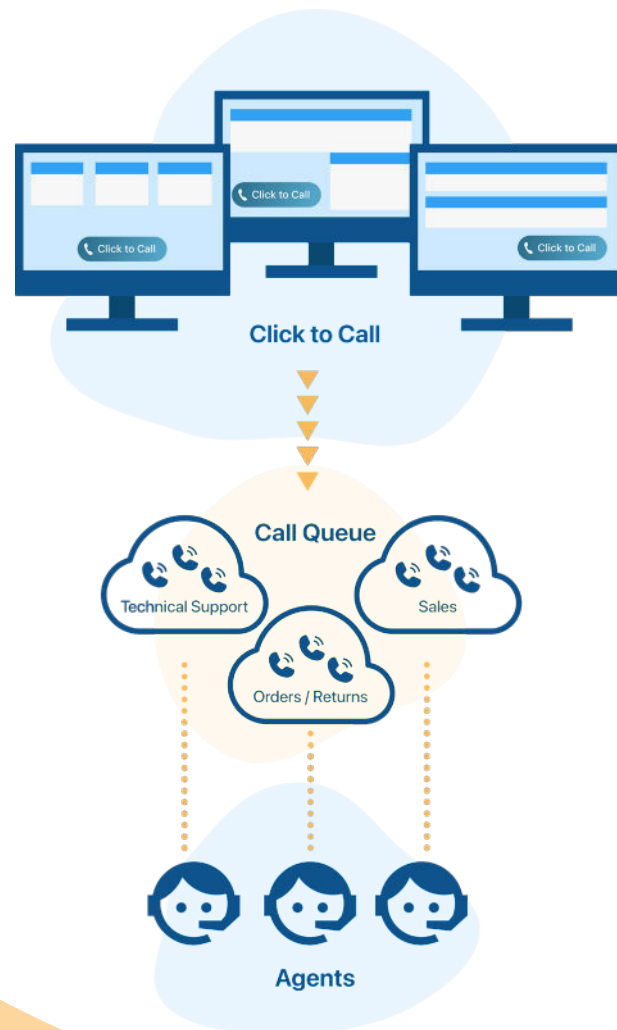 Click to Call
Click to Call
Click to Call
Click to Call
Call Queue
Technical Support
Sales
Orders / Returns
Agents